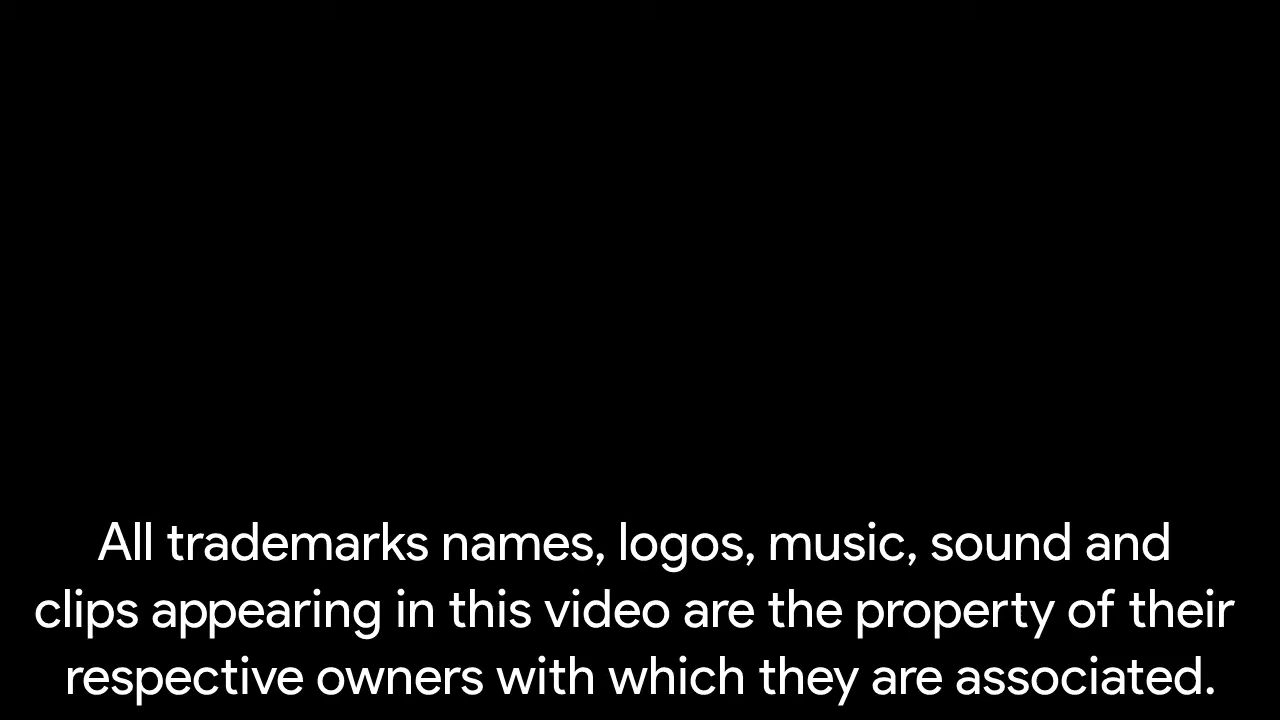 All trademarks names, logos, music, sound and
clips appearing in this video are the property of their
respective owners with which they are associated.